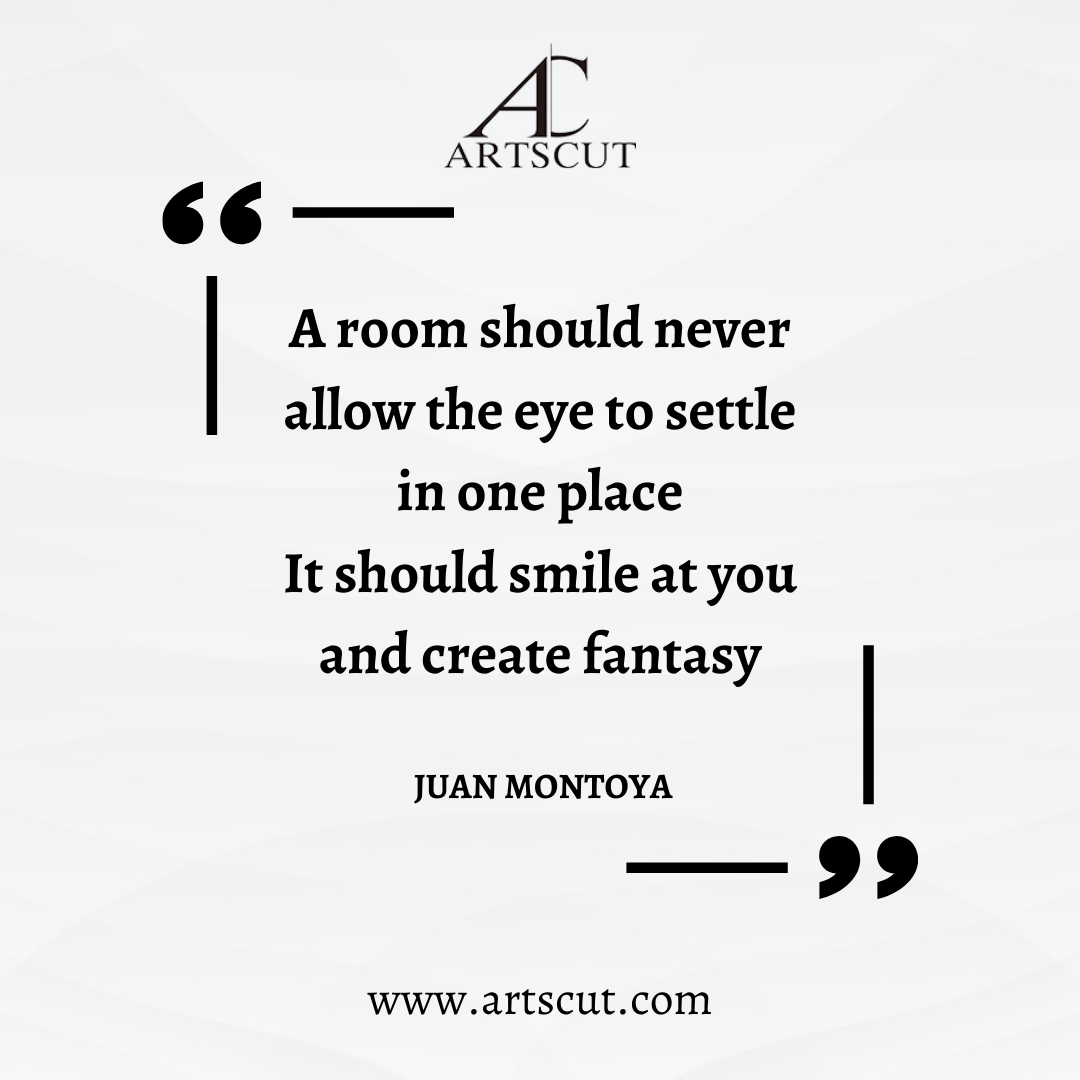 AC
ARTSCUT
“
A room should never
allow the eye to settle
in one place
It should smile at you
and create fantasy
JUAN MONTOYA
”
www.artscut.com